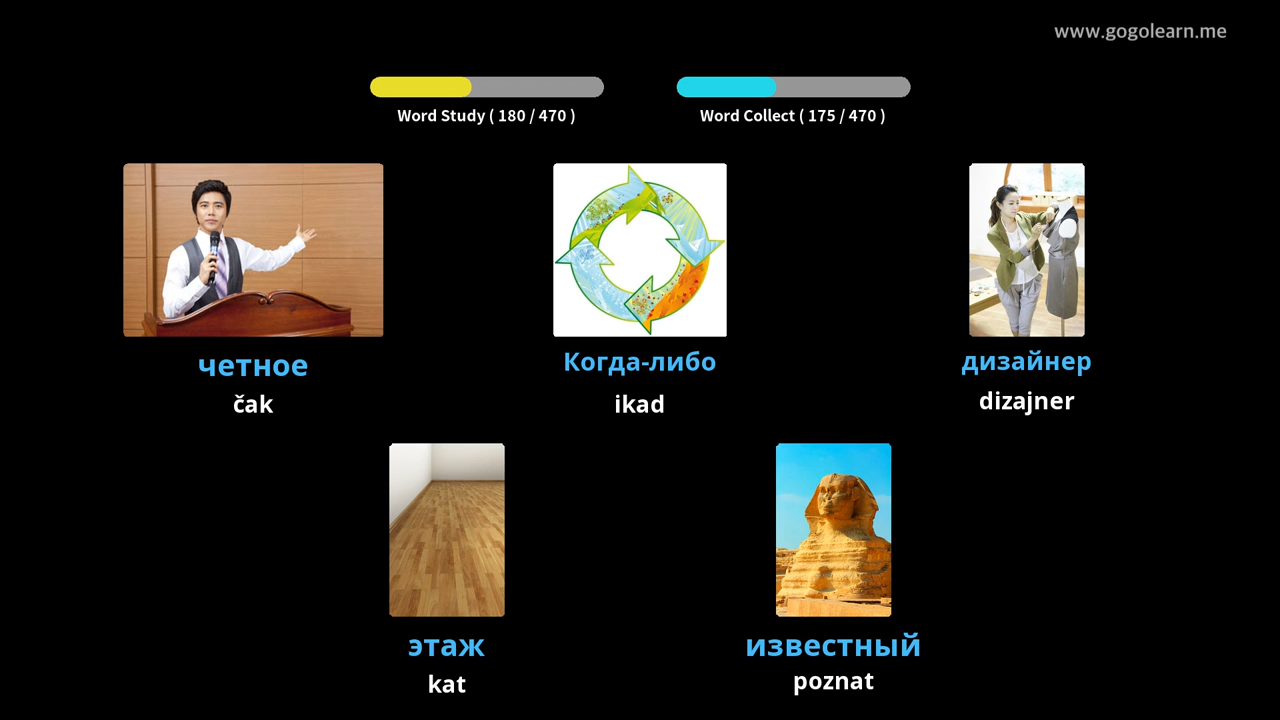 www.gogolearn.me
Word Study ( 180 / 470 )
Word Collect ( 175 / 470 )
четное
čak
Когда-либо
ikad
дизайнер
dizajner
этаж
kat
известный
poznat